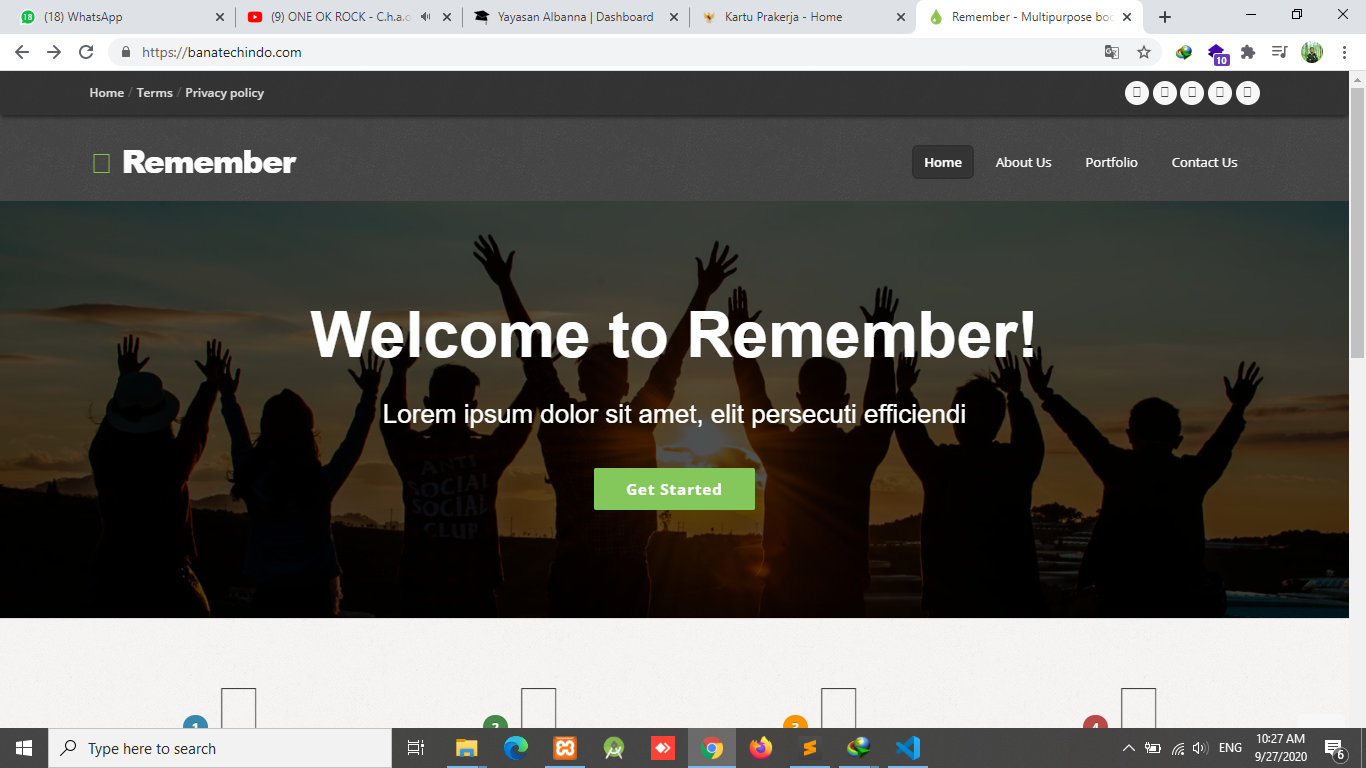 (18) WhatsApp
(9) ONE OK ROCK - C.h.a.o
Yayasan Albanna | Dashboard
Kartu Prakerja - Home
Remember - Multipurpose boo
https://banatechindo.com
10
Home / Terms / Privacy policy
Remember
Home
About Us
Portfolio
Contact Us
Welcome to Remember!
Lorem ipsum dolor sit amet, elit persecuti efficiendi
ANTI
SOCIAL
SOCIAL
CLUB
Get Started
1
2
3
4
Type here to search
ENG
10:27 AM
9/27/2020
6